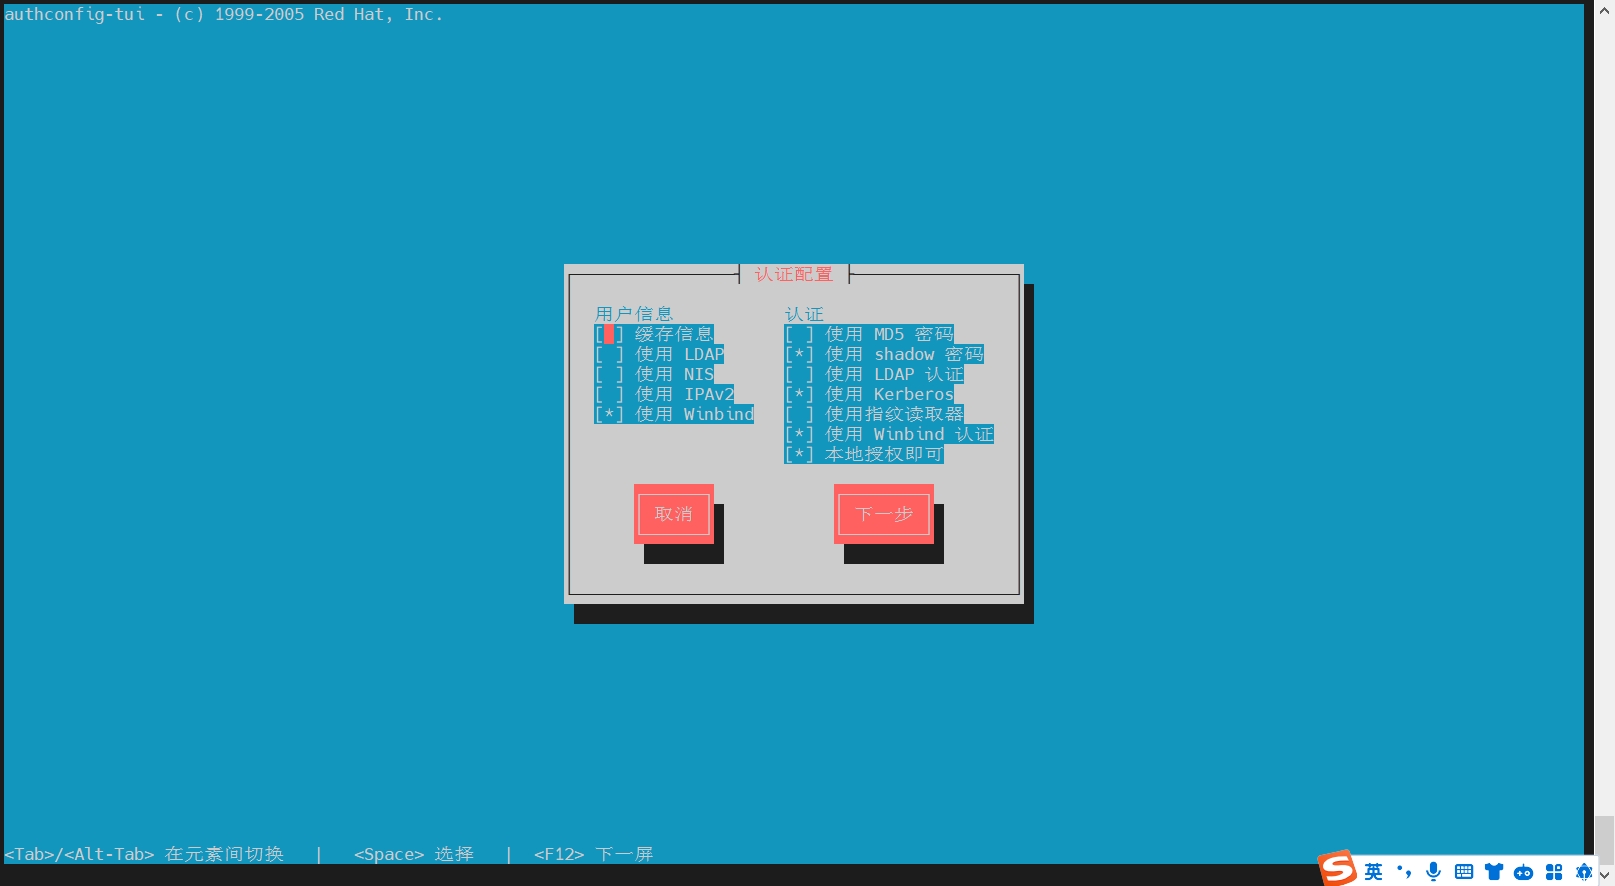 authconfig-tui - (c) 1999-2005 Red Hat, Inc.
认证配置
用户信息
[ ] 缓存信息
[ ] 使用 LDAP
[ ] 使用 NIS
[ ] 使用 IPAv2
[*] 使用 Winbind
认证
[ ] 使用 MD5 密码
[*] 使用 shadow 密码
[ ] 使用 LDAP 认证
[*] 使用 Kerberos
[ ] 使用指纹读取器
[*] 使用 Winbind 认证
[*] 本地授权即可
取消
下一步
<Tab>/<Alt-Tab> 在元素间切换 | <Space> 选择 | <F12> 下一屏
S 英